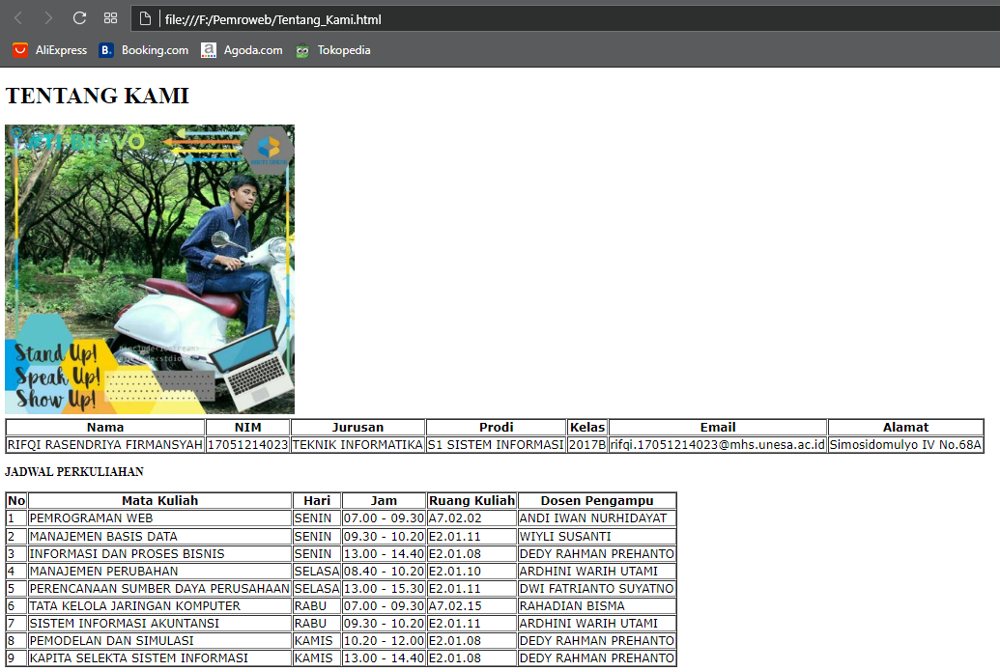 file:///F:/Pemroweb/Tentang_Kami.html
AliExpress B. Booking.com a Agoda.com Tokopedia
TENTANG KAMI
BRAVO
Stand Up!
Speak Up!
Show Up!
Nama NIM Jurusan Prodi Kelas Email Alamat
RIFQI RASENDRIYA FIRMANSYAH 17051214023 TEKNIK INFORMATIKA S1 SISTEM INFORMASI 2017B rifqi.17051214023@mhs.unesa.ac.id Simosidomulyo IV No.68A
JADWAL PERKULIAHAN
No Mata Kuliah Hari Jam Ruang Kuliah Dosen Pengampu
1 PEMROGRAMAN WEB SENIN 07.00 - 09.30 A7.02.02 ANDI IWAN NURHIDAYAT
2 MANAJEMEN BASIS DATA SENIN 09.30 - 10.20 E2.01.11 WIYLI SUSANTI
3 INFORMASI DAN PROSES BISNIS SENIN 13.00 - 14.40 E2.01.08 DEDY RAHMAN PREHANTO
4 MANAJEMEN PERUBAHAN SELASA 08.40 - 10.20 E2.01.10 ARDHINI WARIH UTAMI
5 PERENCANAAN SUMBER DAYA PERUSAHAAN SELASA 13.00 - 15.30 E2.01.11 DWI FATRIANTO SUYATNO
6 TATA KELOLA JARINGAN KOMPUTER RABU 07.00 - 09.30 A7.02.15 RAHADIAN BISMA
7 SISTEM INFORMASI AKUNTANSI RABU 09.30 - 10.20 E2.01.11 ARDHINI WARIH UTAMI
8 PEMODELAN DAN SIMULASI KAMIS 10.20 - 12.00 E2.01.08 DEDY RAHMAN PREHANTO
9 KAPITA SELEKTA SISTEM INFORMASI KAMIS 13.00 - 14.40 E2.01.08 DEDY RAHMAN PREHANTO